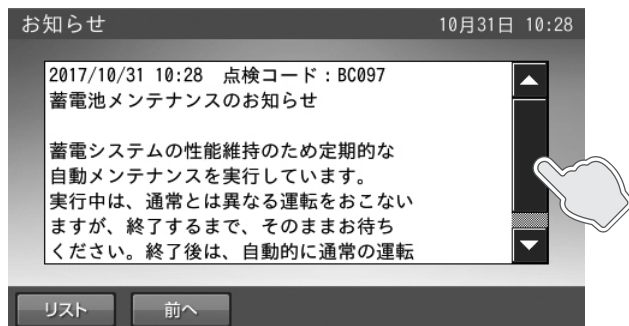 お知らせ 10月31日 10:28
2017/10/31 10:28 点検コード：BC097
蓄電池メンテナンスのお知らせ
蓄電システムの性能維持のため定期的な
自動メンテナンスを実行しています。
実行中は、通常とは異なる運転をおこない
ますが、終了するまで、そのままお待ち
ください。終了後は、自動的に通常の運転
リスト 前へ